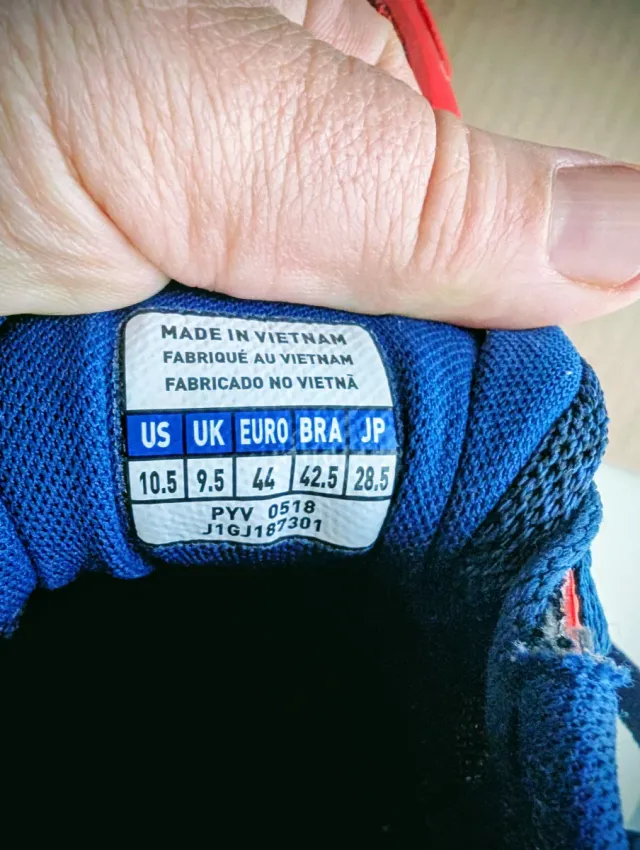 MADE IN VIETNAM
FABRIQUÉ AU VIETNAM
FABRICADO NO VIETNÃ
US UK EURO BRA JP
10.5 9.5 44 42.5 28.5
PYV 0518
J1GJ187301